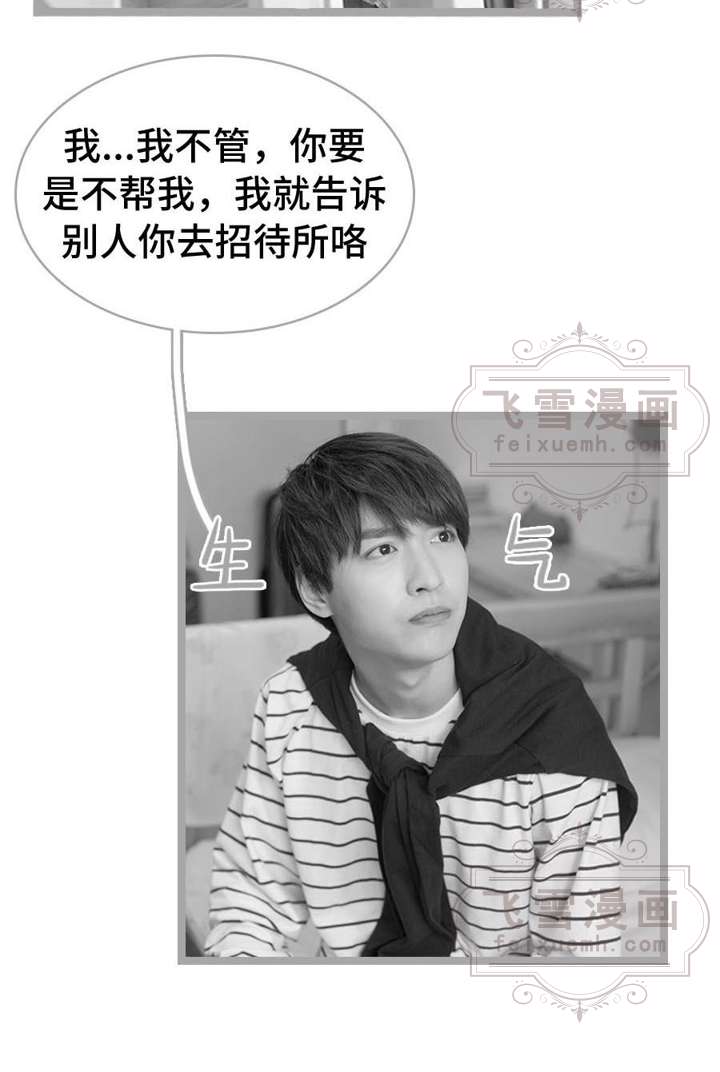 我...我不管，你要
是不帮我，我就告诉
别人你去招待所咯
飞雪漫画
feixuemh.com
生 气
飞雪漫画
feixuemh.com